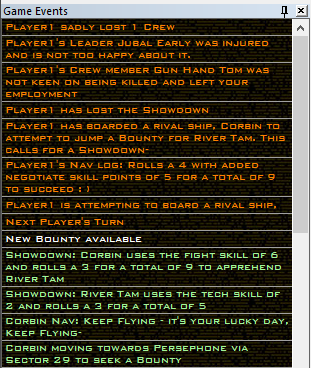 Game Events
Player1 sadly lost 1 Crew
Player1's Leader Jubal Early was injured
and is not too happy about it.
Player1's Crew member Gun Hand Tom was
not keen on being killed and left your
employment
Player1 has lost the Showdown
Player1 has boarded a rival ship, Corbin to
attempt to jump a Bounty for River Tam. This
calls for a Showdown-
Player1's Nav log: Rolls a 4 with added
negotiate skill points of 5 for a total of 9
to succeed : )
Player1 is attempting to board a rival ship,
Next Player's Turn
New Bounty available
Showdown: Corbin uses the fight skill of 6
and rolls a 3 for a total of 9 to apprehend
River Tam
Showdown: River Tam uses the tech skill of
2 and rolls a 3 for a total of 5
Corbin Nav: Keep Flying - it's your lucky day,
Keep Flying-
Corbin moving towards Persephone via
Sector 29 to seek a Bounty